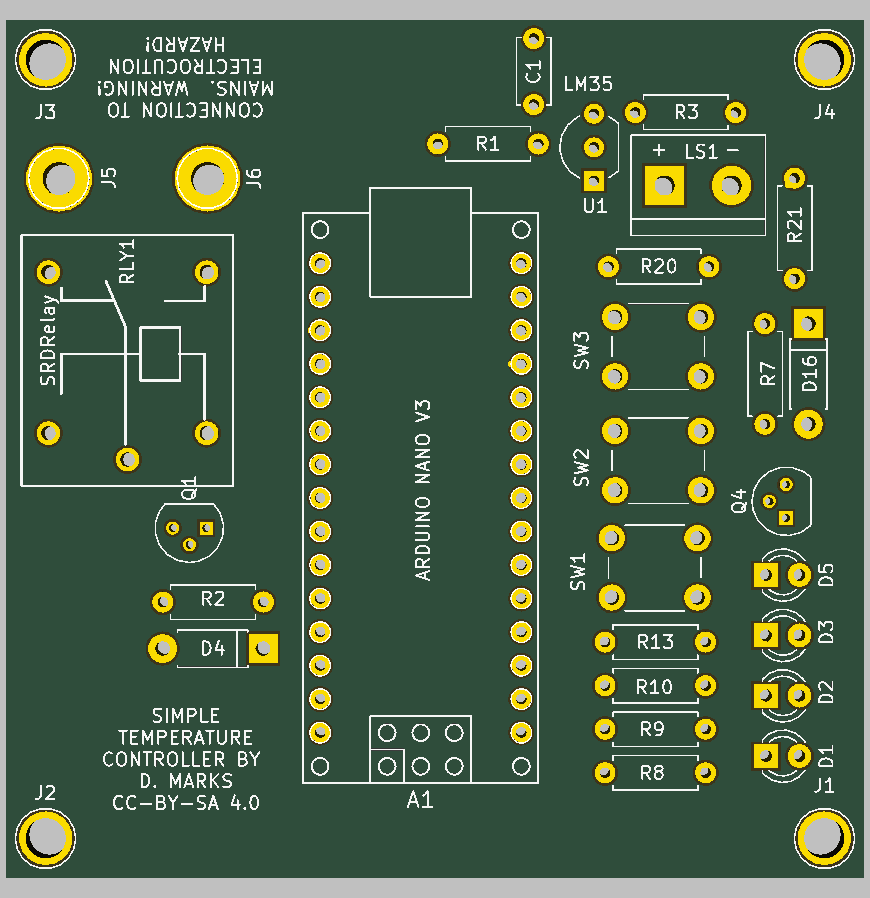 HAZARD!
ELECTROCUTION
MAINS.  WARNING!
CONNECTION TO
J3
J5
J6
C1
LM35
R1
U1
R3
J4
+ LS1 −
R21
R20
RLY1
SRDRelay
SW3
R7
D16
ARDUINO NANO V3
SW2
Q4
Q1
SW1
D5
R2
D4
R13
D3
R10
D2
R9
D1
R8
J1
SIMPLE
TEMPERATURE
CONTROLLER BY
D. MARKS
CC-BY-SA 4.0
J2
A1